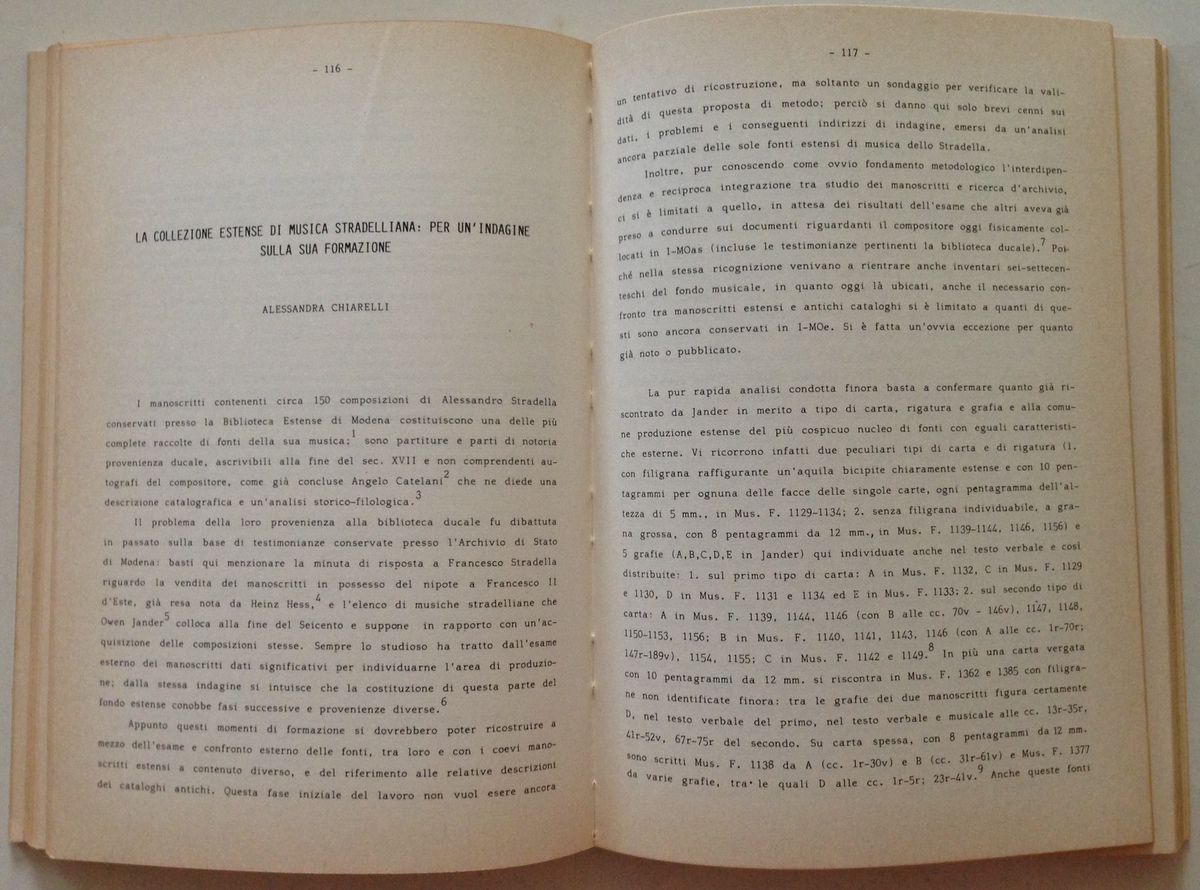 - 116 -
LA COLLEZIONE ESTENSE DI MUSICA STRADELLIANA: PER UN'INDAGINE
SULLA SUA FORMAZIONE
ALESSANDRA CHIARELLI
I manoscritti contenenti circa 150 composizioni di Alessandro Stradella
conservati presso la Biblioteca Estense di Modena costituiscono una delle più
complete raccolte di fonti della sua musica;1 sono partiture e parti di notoria
provenienza ducale, ascrivibili alla fine del sec. XVII e non comprendenti au-
tografi del compositore, come già concluse Angelo Catelani2 che ne diede una
descrizione catalografica e un'analisi storico-filologica.3
Il problema della loro provenienza alla biblioteca ducale fu dibattuta
in passato sulla base di testimonianze conservate presso l'Archivio di Stato
di Modena: basti qui menzionare la minuta di risposta a Francesco Stradella
riguardo la vendita dei manoscritti in possesso del nipote a Francesco II
d'Este, già resa nota da Heinz Hess,4 e l'elenco di musiche stradelliane che
Owen Jander5 colloca alla fine del Seicento e suppone in rapporto con un'ac-
quisizione delle composizioni stesse. Sempre lo studioso ha tratto dall'esame
esterno dei manoscritti dati significativi per individuarne l'area di produzio-
ne; dalla stessa indagine si intuisce che la costituzione di questa parte del
fondo estense conobbe fasi successive e provenienze diverse.6
Appunto questi momenti di formazione si dovrebbero poter ricostruire a
mezzo dell'esame e confronto esterno delle fonti, tra loro e con i coevi mano-
scritti estensi a contenuto diverso, e del riferimento alle relative descrizioni
dei cataloghi antichi. Questa fase iniziale del lavoro non vuol esere ancora
- 117 -
un tentativo di ricostruzione, ma soltanto un sondaggio per verificare la vali-
dità di questa proposta di metodo; perciò si danno qui solo brevi cenni sui
dati, i problemi e i conseguenti indirizzi di indagine, emersi da un'analisi
ancora parziale delle sole fonti estensi di musica dello Stradella.
Inoltre, pur conoscendo come ovvio fondamento metodologico l'interdipen-
denza e reciproca integrazione tra studio dei manoscritti e ricerca d'archivio,
ci si è limitati a quello, in attesa dei risultati dell'esame che altri aveva già
preso a condurre sui documenti riguardanti il compositore oggi fisicamente col-
locati in I-MOas (incluse le testimonianze pertinenti la biblioteca ducale).7 Poi-
ché nella stessa ricognizione venivano a rientrare anche inventari sei-settecen-
teschi del fondo musicale, in quanto oggi là ubicati, anche il necessario con-
fronto tra manoscritti estensi e antichi cataloghi si è limitato a quanti di que-
sti sono ancora conservati in I-MOe. Si è fatta un'ovvia eccezione per quanto
già noto o pubblicato.
La pur rapida analisi condotta finora basta a confermare quanto già ri-
scontrato da Jander in merito a tipo di carta, rigatura e grafia e alla comu-
ne produzione estense del più cospicuo nucleo di fonti con eguali caratteristi-
che esterne. Vi ricorrono infatti due peculiari tipi di carta e di rigatura (1.
con filigrana raffigurante un'aquila bicipite chiaramente estense e con 10 pen-
tagrammi per ognuna delle facce delle singole carte, ogni pentagramma dell'al-
tezza di 5 mm., in Mus. F. 1129-1134; 2. senza filigrana individuabile, a gra-
na grossa, con 8 pentagrammi da 12 mm., in Mus. F. 1139-1144, 1146, 1156) e
5 grafie (A,B,C,D,E in Jander) qui individuate anche nel testo verbale e così
distribuite: 1. sul primo tipo di carta: A in Mus. F. 1132, C in Mus. F. 1129
e 1130, D in Mus. F. 1131 e 1134 ed E in Mus. F. 1133; 2. sul secondo tipo di
carta: A in Mus. F. 1139, 1144, 1146 (con B alle cc. 70v - 146v), 1147, 1148,
1150-1153, 1156; B in Mus. F. 1140, 1141, 1143, 1146 (con A alle cc. 1r-70r;
147r-189v), 1154, 1155; C in Mus. F. 1142 e 1149.8 In più una carta vergata
con 10 pentagrammi da 12 mm. si riscontra in Mus. F. 1362 e 1385 con filigra-
ne non identificate finora: tra le grafie dei due manoscritti figura certamente
D, nel testo verbale del primo, nel testo verbale e musicale alle cc. 13r-35r,
41r-52v, 67r-75r del secondo. Su carta spessa, con 8 pentagrammi da 12 mm.
sono scritti Mus. F. 1138 da A (cc. 1r-30v) e B (cc. 31r-61v) e Mus. F. 1377
da varie grafie, tra le quali D alle cc. 1r-5r; 23r-41v.9 Anche queste fonti